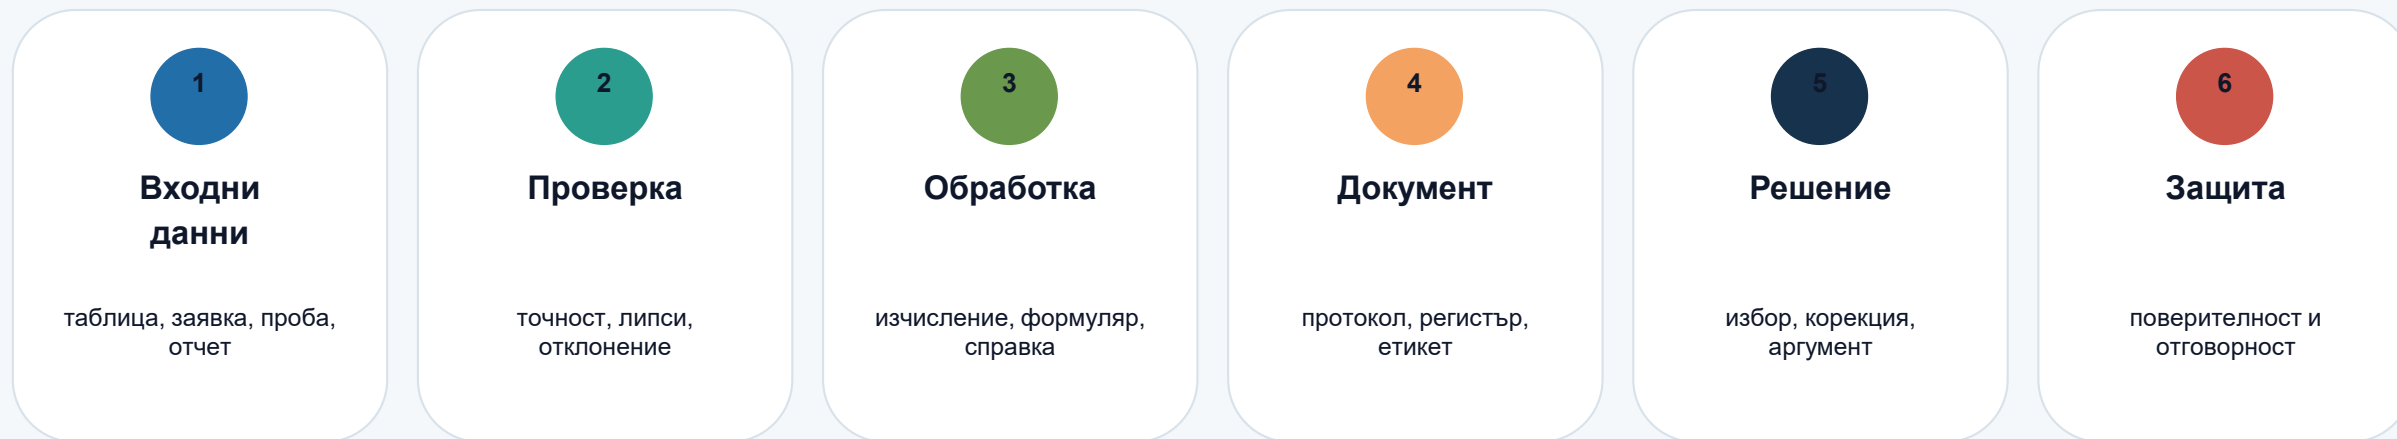 1
Входни
данни
таблица, заявка, проба,
отчет
2
Проверка
точност, липси,
отклонение
3
Обработка
изчисление, формуляр,
справка
4
Документ
протокол, регистър,
етикет
5
Решение
избор, корекция,
аргумент
6
Защита
поверителност и
отговорност